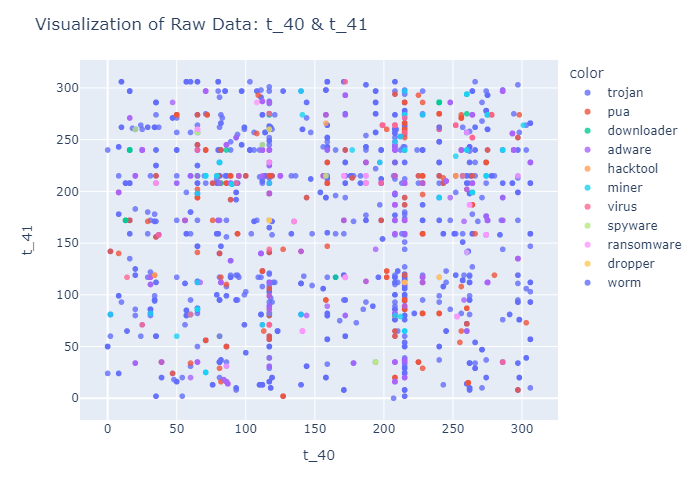 Visualization of Raw Data: t_40 & t_41
color
trojan
pua
downloader
adware
hacktool
miner
virus
spyware
ransomware
dropper
worm
t_41
300
250
200
150
100
50
0
0
50
100
150
200
250
300
t_40